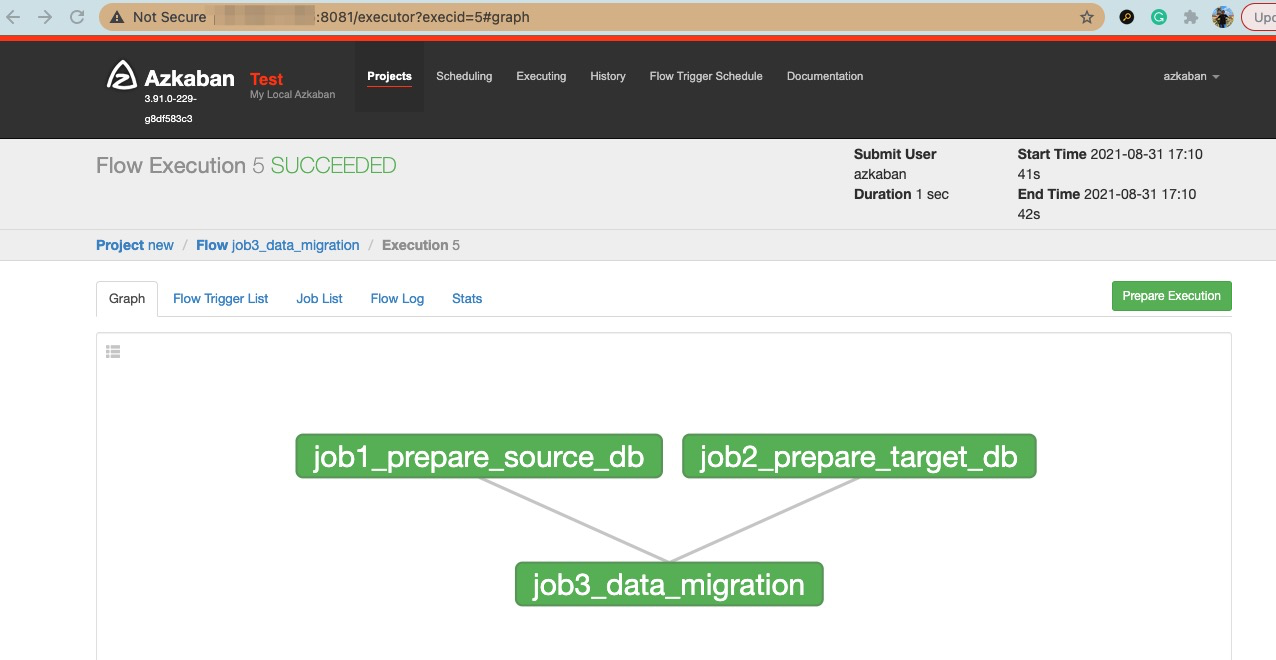 Not Secure :8081/executor?execid=5#graph
Azkaban Test
My Local Azkaban
3.91.0-229-
g8df583c3
Projects Scheduling Executing History Flow Trigger Schedule Documentation azkaban
Flow Execution 5 SUCCEEDED
Submit User
azkaban
Duration 1 sec
Start Time 2021-08-31 17:10
41s
End Time 2021-08-31 17:10
42s
Project new / Flow job3_data_migration / Execution 5
Graph Flow Trigger List Job List Flow Log Stats Prepare Execution
job1_prepare_source_db job2_prepare_target_db
job3_data_migration